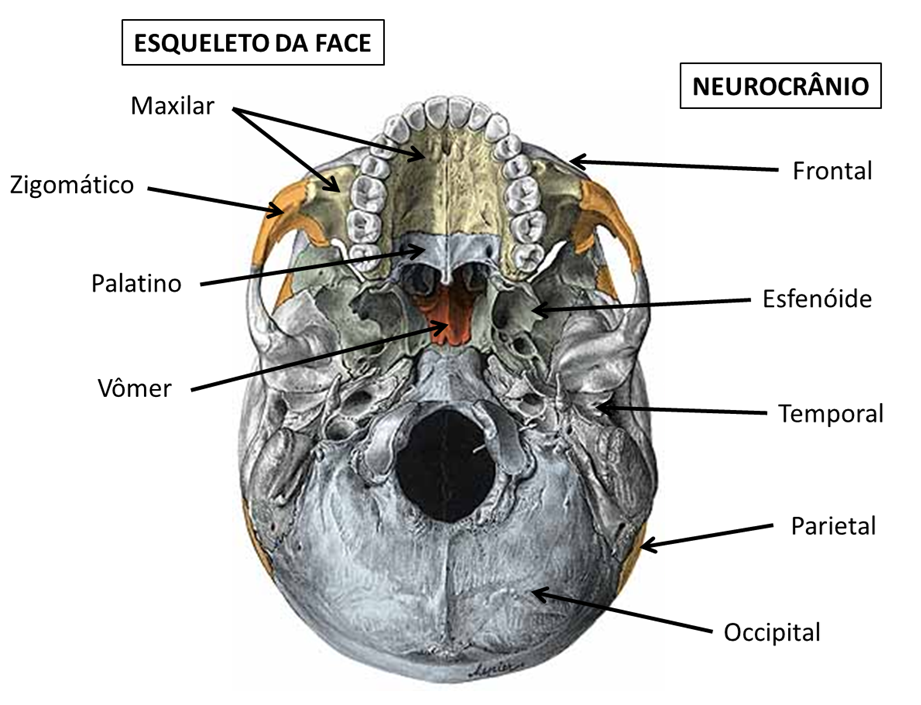 ESQUELETO DA FACE
Maxilar
Zigomático
Palatino
Vômer
NEUROCRÂNIO
Frontal
Esfenóide
Temporal
Parietal
Occipital